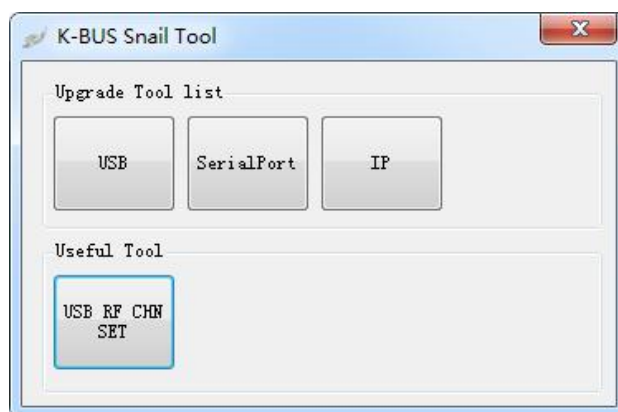 K-BUS Snail Tool
Upgrade Tool list
USB
SerialPort
IP
Useful Tool
USB RF CHN
SET